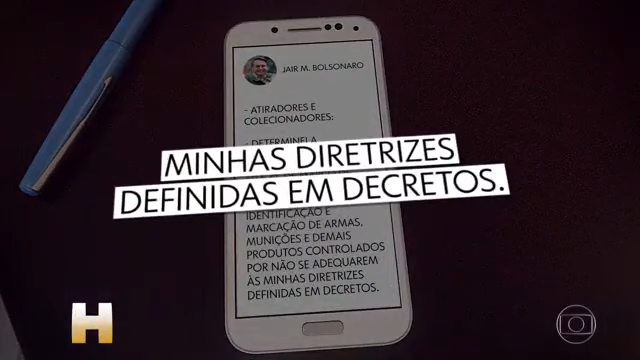 JAIR M. BOLSONARO
- ATIRADORES E
COLECIONADORES:
- DETERMINEI A
MINHAS DIRETRIZES
DEFINIDAS EM DECRETOS.
IDENTIFICAÇÃO E
MARCAÇÃO DE ARMAS,
MUNIÇÕES E DEMAIS
PRODUTOS CONTROLADOS
POR NÃO SE ADEQUAREM
ÀS MINHAS DIRETRIZES
DEFINIDAS EM DECRETOS.
H